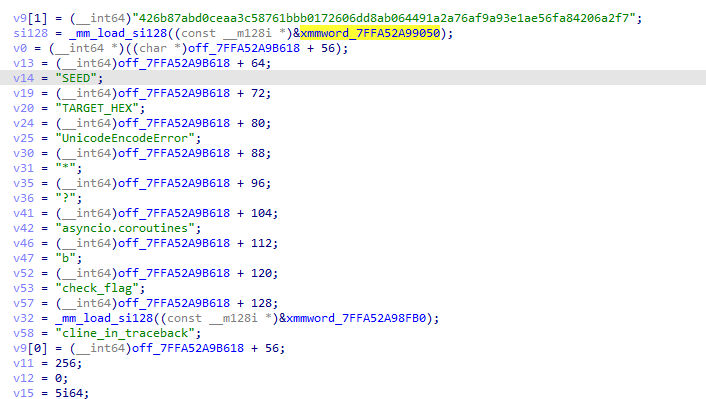 v9[1] = (__int64)"426b87abd0ceaa3c58761bbb0172606dd8ab064491a2a76af9a93e1ae56fa84206a2f7";
si128 = _mm_load_si128((const __m128i *)&xmmword_7FFA52A99050);
v0 = (__int64 *)((char *)off_7FFA52A9B618 + 56);
v13 = (__int64)off_7FFA52A9B618 + 64;
v14 = "SEED";
v19 = (__int64)off_7FFA52A9B618 + 72;
v20 = "TARGET_HEX";
v24 = (__int64)off_7FFA52A9B618 + 80;
v25 = "UnicodeEncodeError";
v30 = (__int64)off_7FFA52A9B618 + 88;
v31 = "*";
v35 = (__int64)off_7FFA52A9B618 + 96;
v36 = "?";
v41 = (__int64)off_7FFA52A9B618 + 104;
v42 = "asyncio.coroutines";
v46 = (__int64)off_7FFA52A9B618 + 112;
v47 = "b";
v52 = (__int64)off_7FFA52A9B618 + 120;
v53 = "check_flag";
v57 = (__int64)off_7FFA52A9B618 + 128;
v32 = _mm_load_si128((const __m128i *)&xmmword_7FFA52A98FB0);
v58 = "cline_in_traceback";
v9[0] = (__int64)off_7FFA52A9B618 + 56;
v11 = 256;
v12 = 0;
v15 = 5i64;